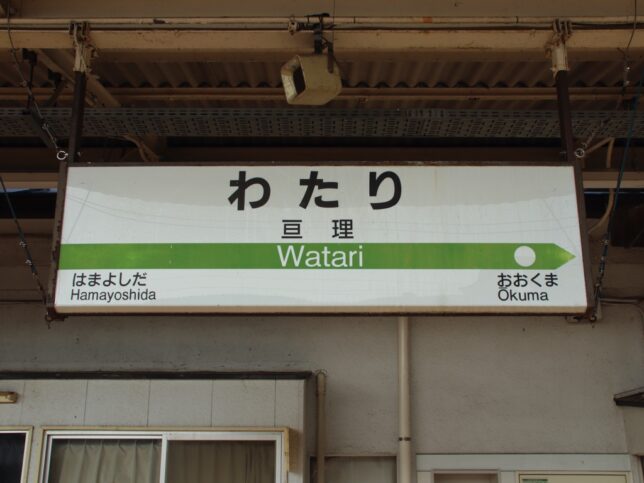 わたり
亘理
Watari
はまよしだ
Hamayoshida
おおくま
Okuma